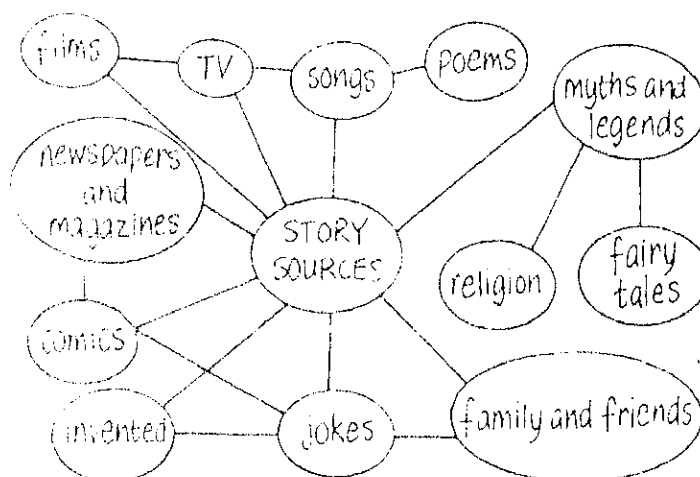 films
TV
songs
poems
myths and
legends
newspapers
and
magazines
STORY
SOURCES
religion
fairy
tales
comics
invented
jokes
family and friends